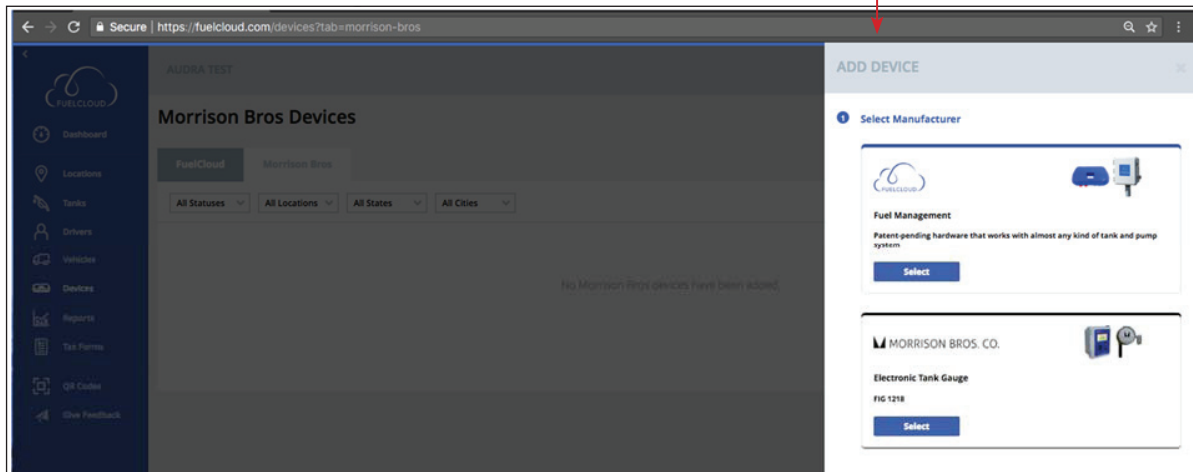 Secure | https://fuelcloud.com/devices?tab=morrison-bros
FUELCLOUD
Dashboard
Locations
Tanks
Drivers
Vehicles
Devices
Reports
Tax Forms
QR Codes
Give Feedback
AUDRA TEST
Morrison Bros Devices
FuelCloud Morrison Bros
All Statuses All Locations All States All Cities
No Morrison Bros devices have been added.
ADD DEVICE
1 Select Manufacturer
FUELCLOUD
Fuel Management
Patent-pending hardware that works with almost any kind of tank and pump
system
Select
MORRISON BROS. CO.
Electronic Tank Gauge
FIG 1218
Select